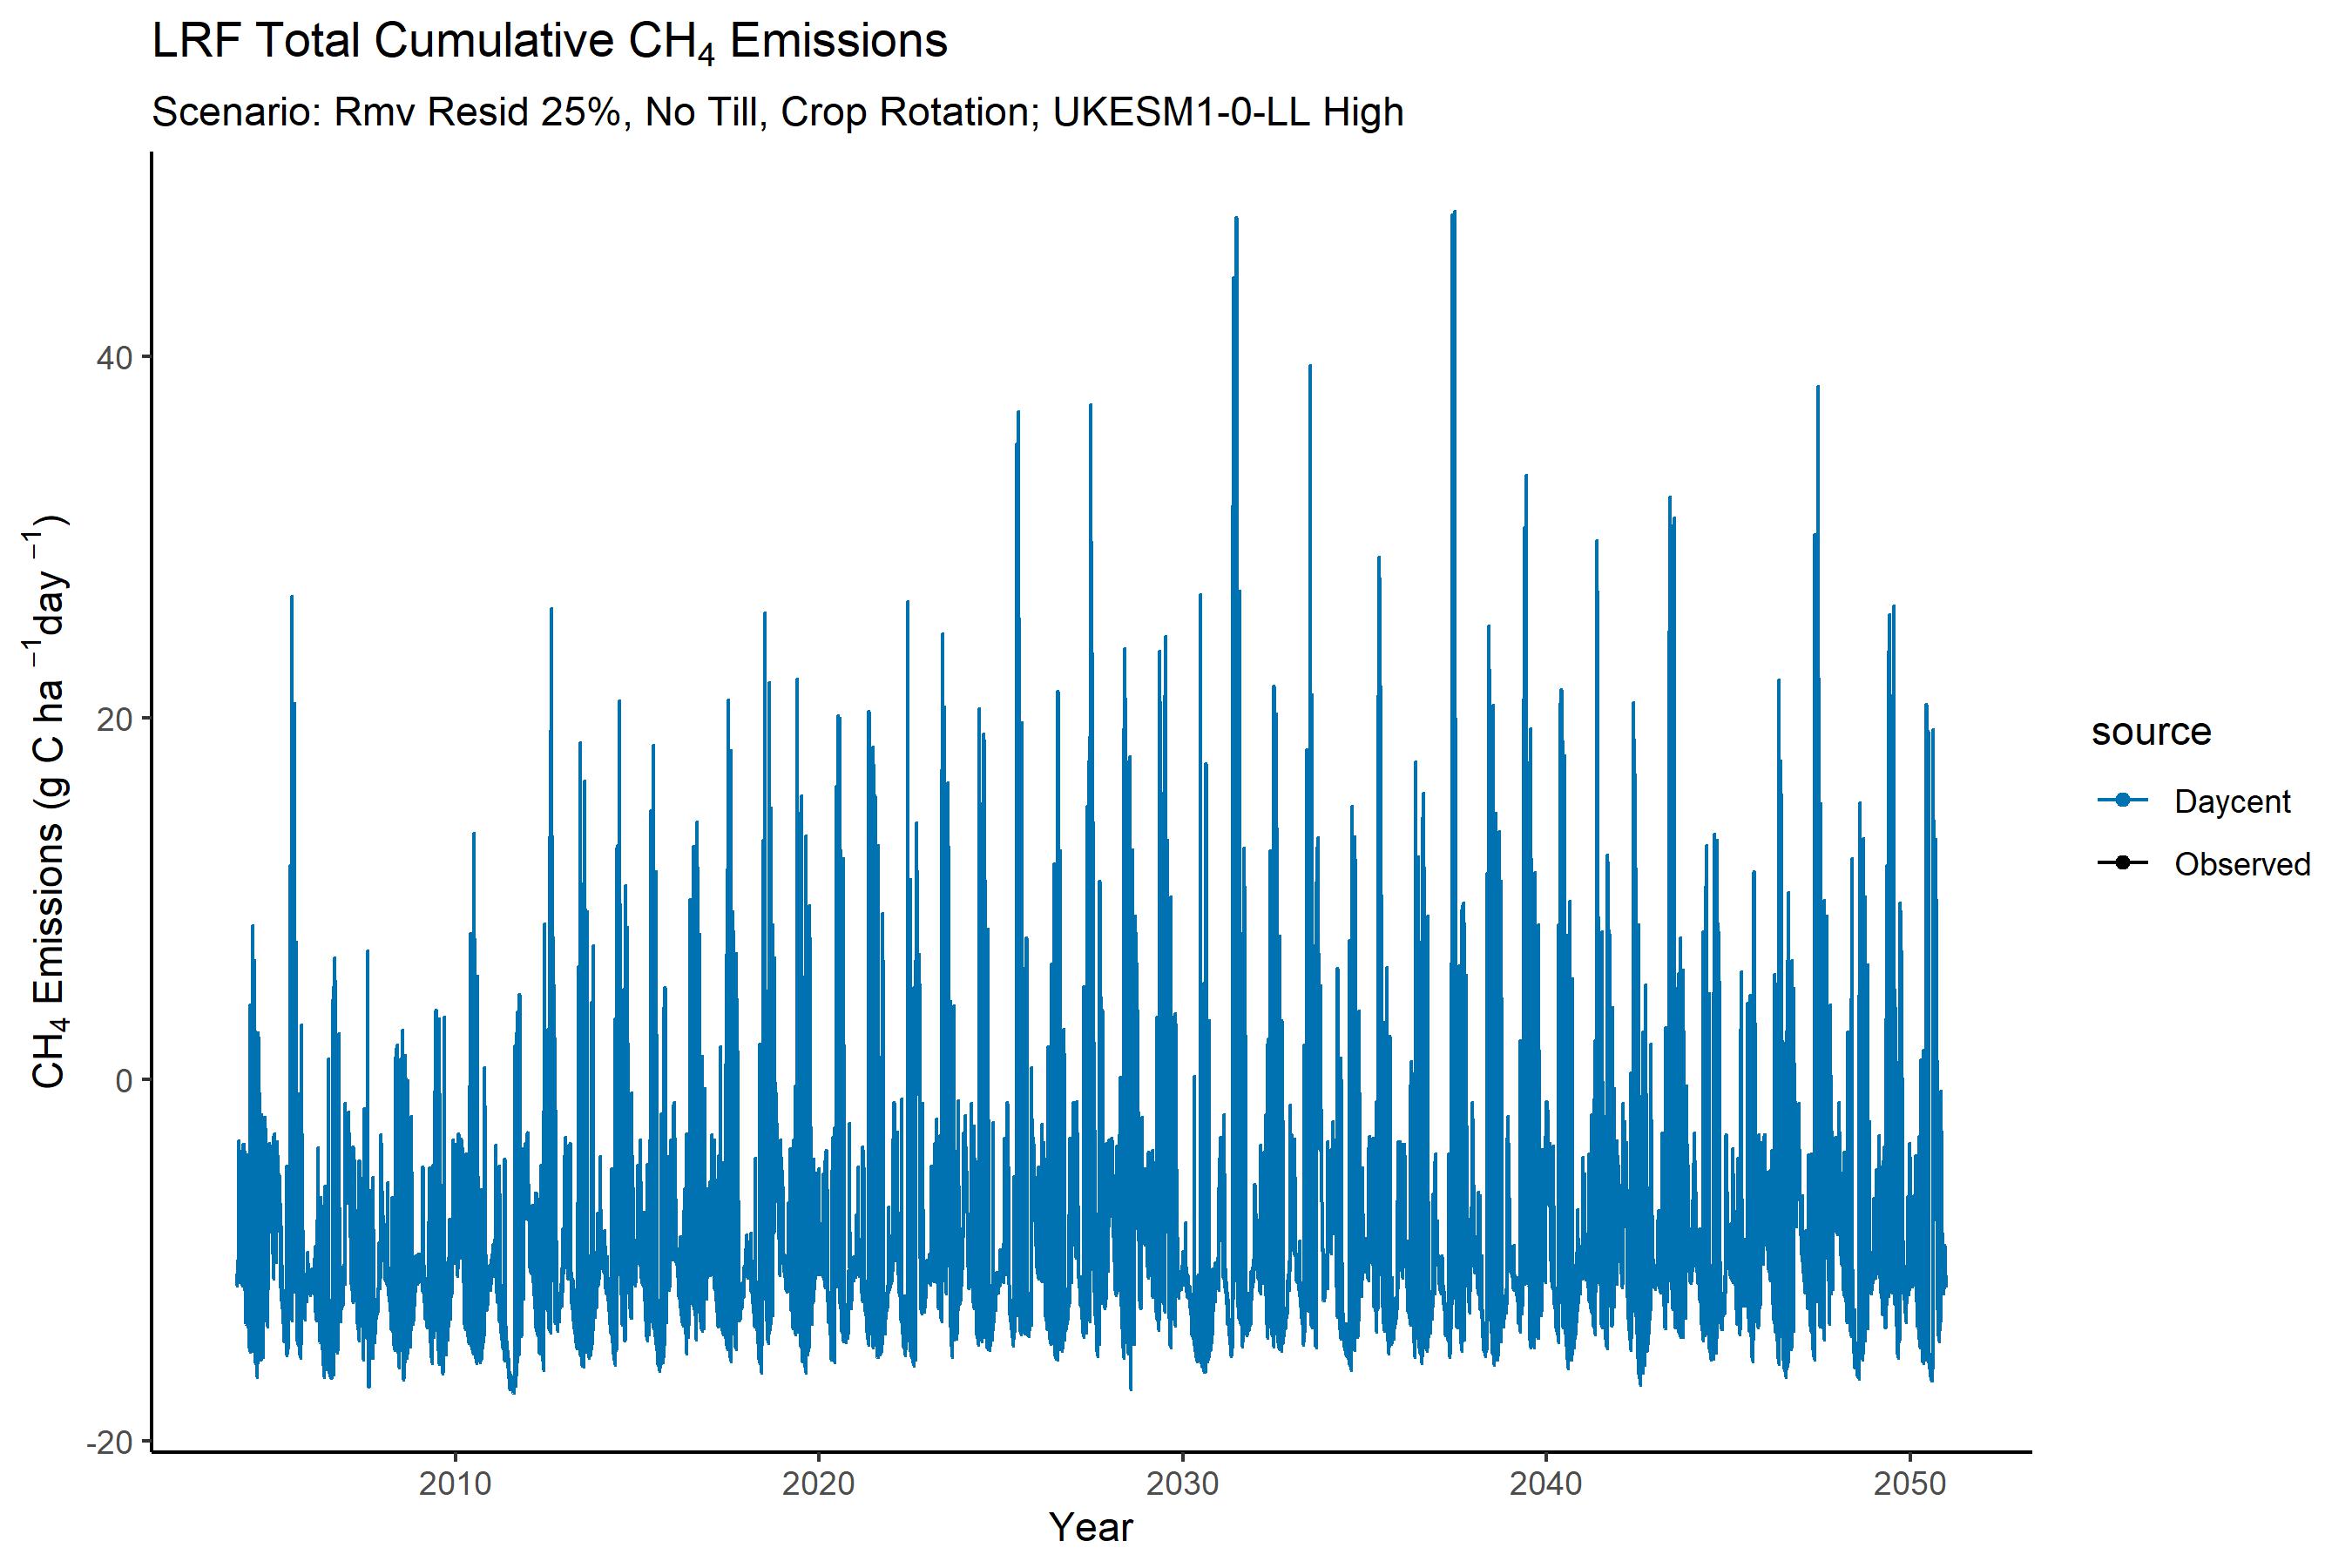 LRF Total Cumulative CH₄ Emissions
Scenario: Rmv Resid 25%, No Till, Crop Rotation; UKESM1-0-LL High
CH₄ Emissions (g C ha ⁻¹day ⁻¹)
40
20
0
-20
2010 2020 2030 2040 2050
Year
source
Daycent
Observed